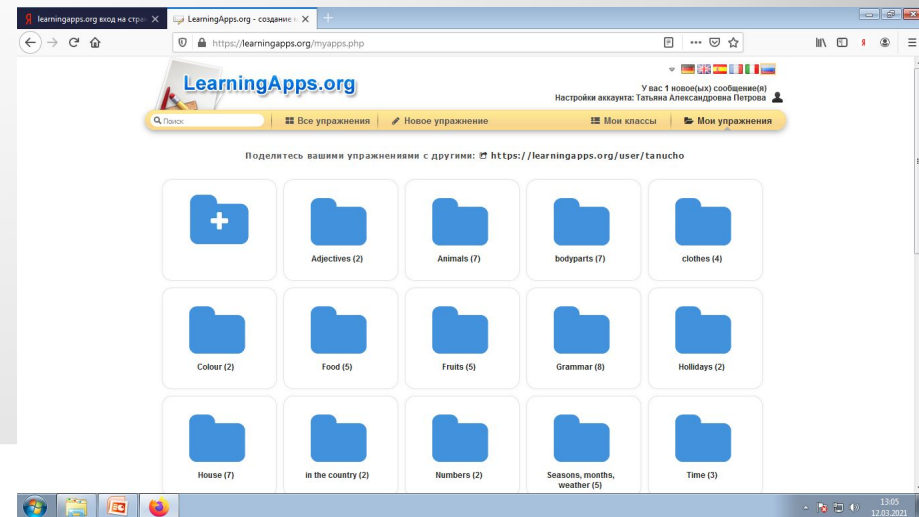 learningapps.org вход на стран
LearningApps.org - создание
https://learningapps.org/myapps.php
LearningApps.org
У вас 1 новое(ых) сообщение(я)
Настройки аккаунта: Татьяна Александровна Петрова
Поиск
Все упражнения
Новое упражнение
Мои классы
Мои упражнения
Поделитесь вашими упражнениями с другими: https://learningapps.org/user/tanucho
Adjectives (2)
Animals (7)
bodyparts (7)
clothes (4)
Colour (2)
Food (5)
Fruits (5)
Grammar (8)
Hollidays (2)
House (7)
in the country (2)
Numbers (2)
Seasons, months,
weather (5)
Time (3)
13:05
12.03.2021